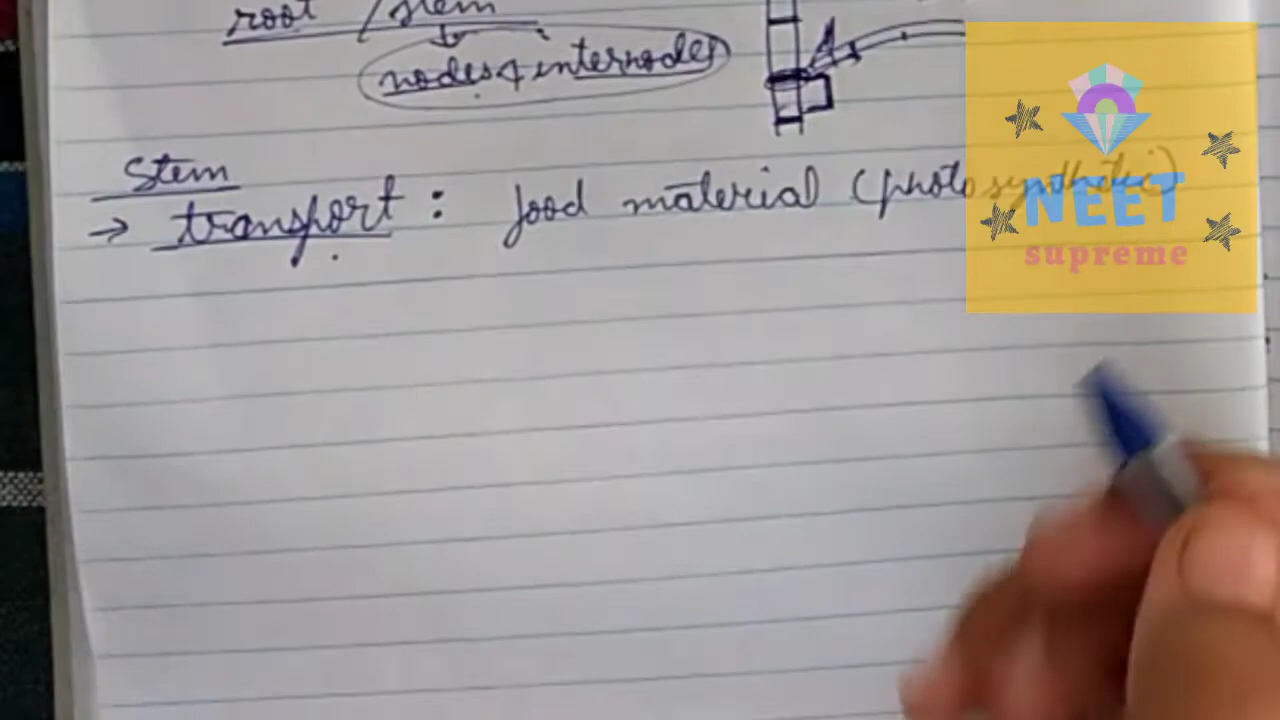 root / stem
nodes & internodes
Stem
→ transport : food material (photosynthetic)
NEET
supreme